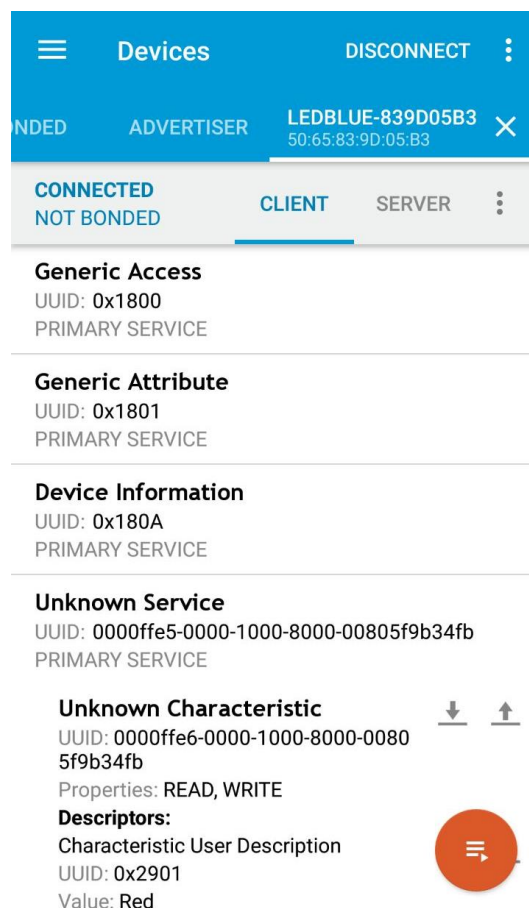 Devices
DISCONNECT
NDED
ADVERTISER
LEDBLUE-839D05B3
50:65:83:9D:05:B3
CONNECTED
NOT BONDED
CLIENT
SERVER
Generic Access
UUID: 0x1800
PRIMARY SERVICE
Generic Attribute
UUID: 0x1801
PRIMARY SERVICE
Device Information
UUID: 0x180A
PRIMARY SERVICE
Unknown Service
UUID: 0000ffe5-0000-1000-8000-00805f9b34fb
PRIMARY SERVICE
Unknown Characteristic
UUID: 0000ffe6-0000-1000-8000-0080
5f9b34fb
Properties: READ, WRITE
Descriptors:
Characteristic User Description
UUID: 0x2901
Value: Red